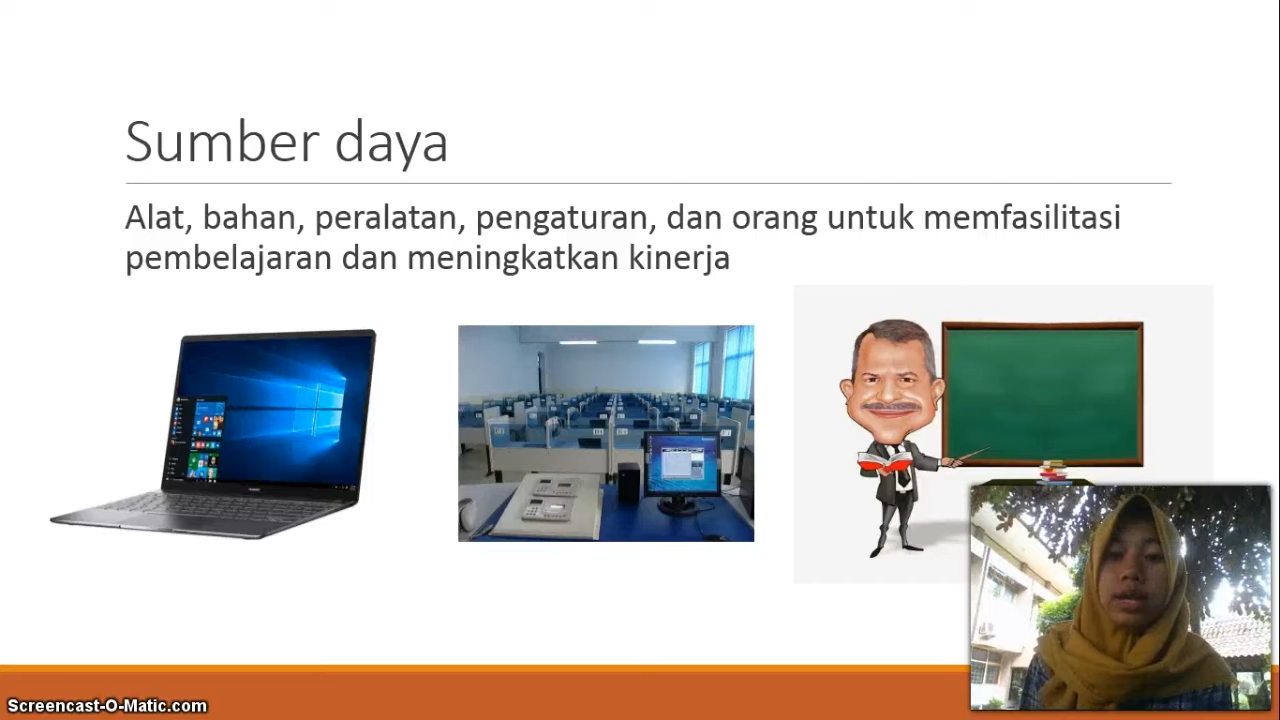 Sumber daya
Alat, bahan, peralatan, pengaturan, dan orang untuk memfasilitasi
pembelajaran dan meningkatkan kinerja
Screencast-O-Matic.com